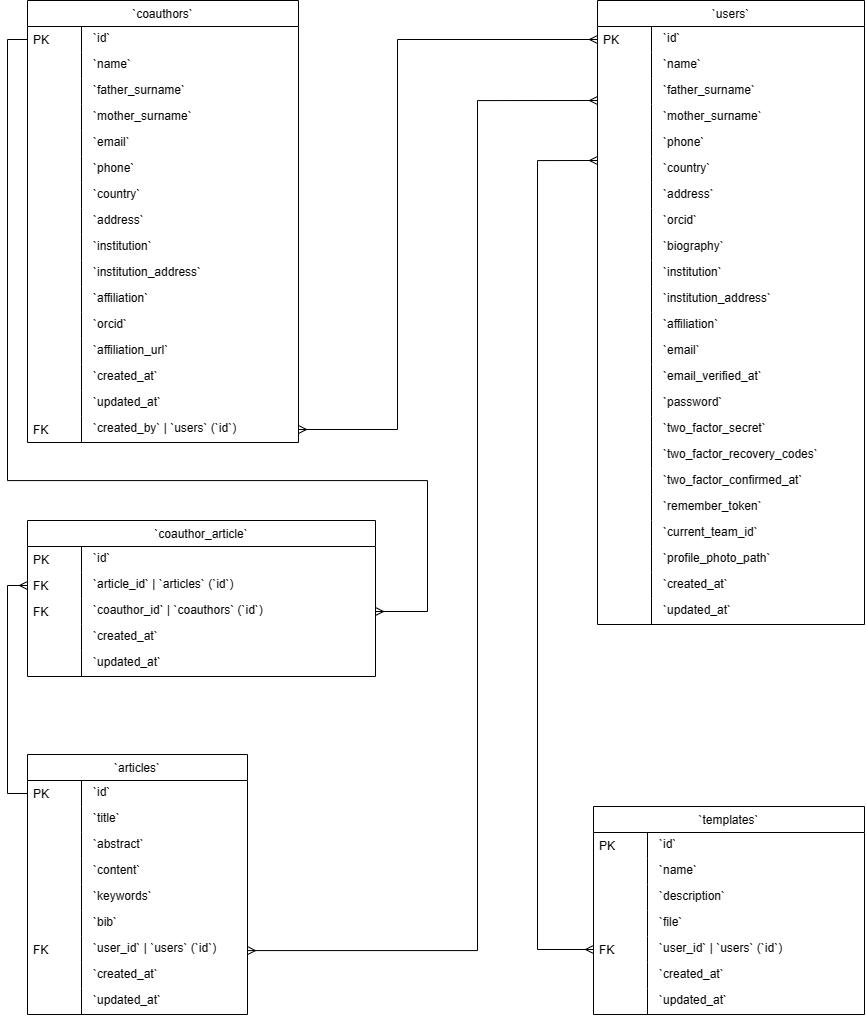 `coauthors`
PK `id`
`name`
`father_surname`
`mother_surname`
`email`
`phone`
`country`
`address`
`institution`
`institution_address`
`affiliation`
`orcid`
`affiliation_url`
`created_at`
`updated_at`
FK `created_by` | `users` (`id`)
`users`
PK `id`
`name`
`father_surname`
`mother_surname`
`phone`
`country`
`address`
`orcid`
`biography`
`institution`
`institution_address`
`affiliation`
`email`
`email_verified_at`
`password`
`two_factor_secret`
`two_factor_recovery_codes`
`two_factor_confirmed_at`
`remember_token`
`current_team_id`
`profile_photo_path`
`created_at`
`updated_at`
`coauthor_article`
PK `id`
FK `article_id` | `articles` (`id`)
FK `coauthor_id` | `coauthors` (`id`)
`created_at`
`updated_at`
`articles`
PK `id`
`title`
`abstract`
`content`
`keywords`
`bib`
FK `user_id` | `users` (`id`)
`created_at`
`updated_at`
`templates`
PK `id`
`name`
`description`
`file`
FK `user_id` | `users` (`id`)
`created_at`
`updated_at`